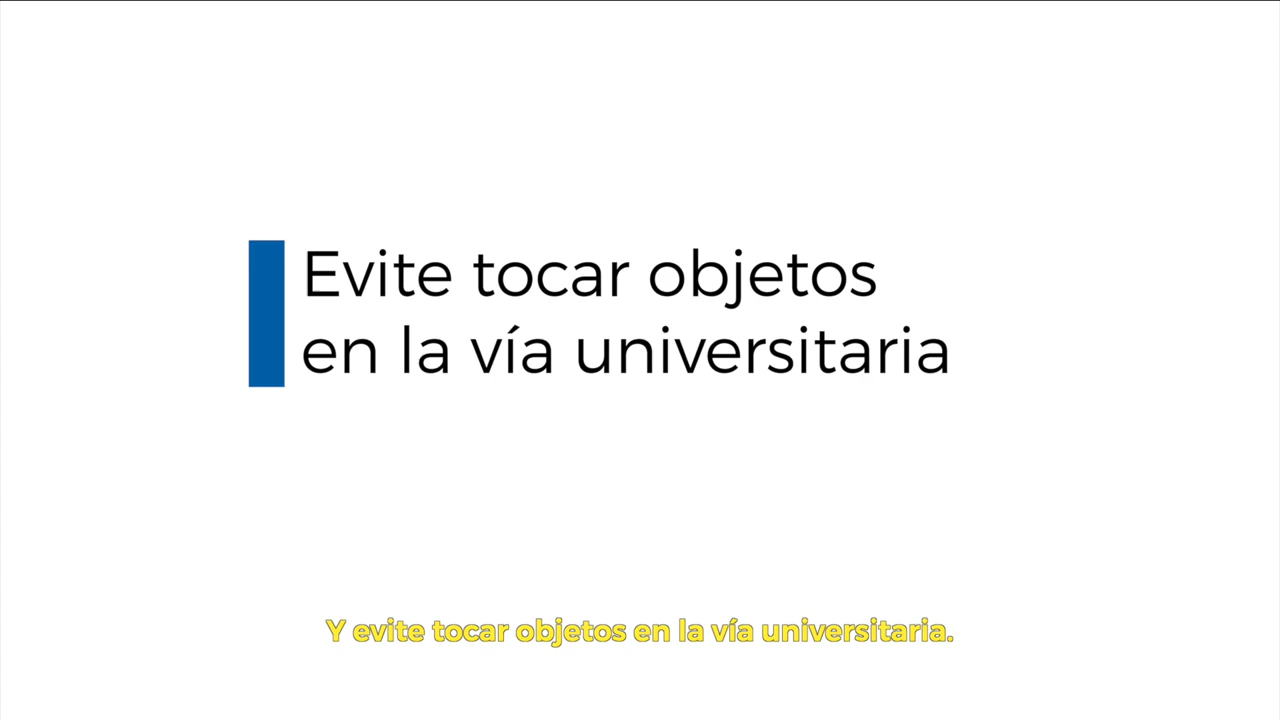 Evite tocar objetos
en la vía universitaria
Y evite tocar objetos en la vía universitaria.